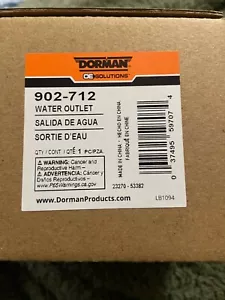 DORMAN
OE SOLUTIONS
902-712
WATER OUTLET
SALIDA DE AGUA
SORTIE D'EAU
QTY / CONT. / QTÉ: 1 PC/PZA.
WARNING: Cancer and
Reproductive Harm -
ADVERTENCIA: Cáncer y
Daños Reproductivos -
www.P65Warnings.ca.gov
MADE IN CHINA - HECHO EN CHINA
FABRIQUÉ EN CHINE
0 37495 59707 4
23270 - 53382
www.DormanProducts.com
LB1094